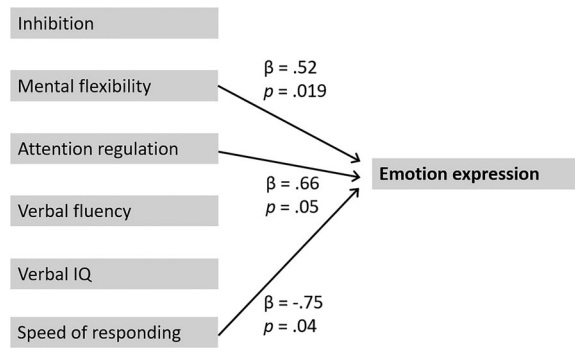 Inhibition
Mental flexibility
β = .52
p = .019
Attention regulation
Emotion expression
β = .66
p = .05
Verbal fluency
Verbal IQ
β = -.75
p = .04
Speed of responding